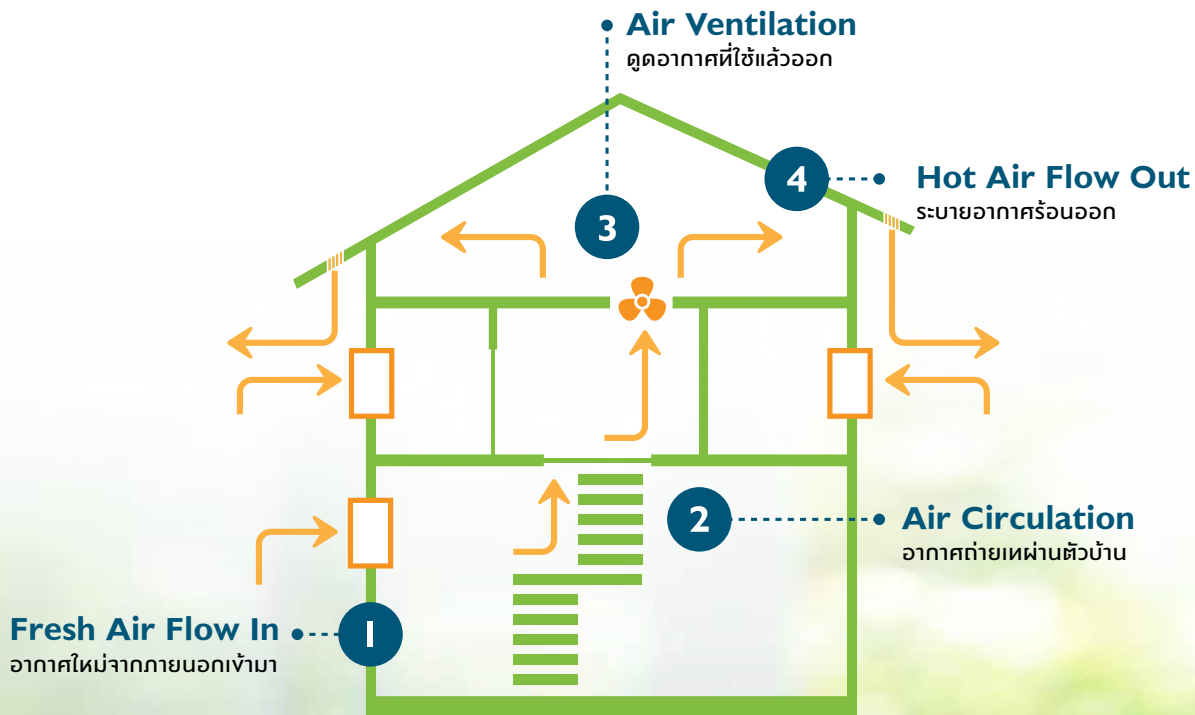 Air Ventilation
ดูดอากาศที่ใช้แล้วออก
4
Hot Air Flow Out
ระบายอากาศร้อนออก
3
2
Air Circulation
อากาศถ่ายเทผ่านตัวบ้าน
Fresh Air Flow In
1
อากาศใหม่จากภายนอกเข้ามา